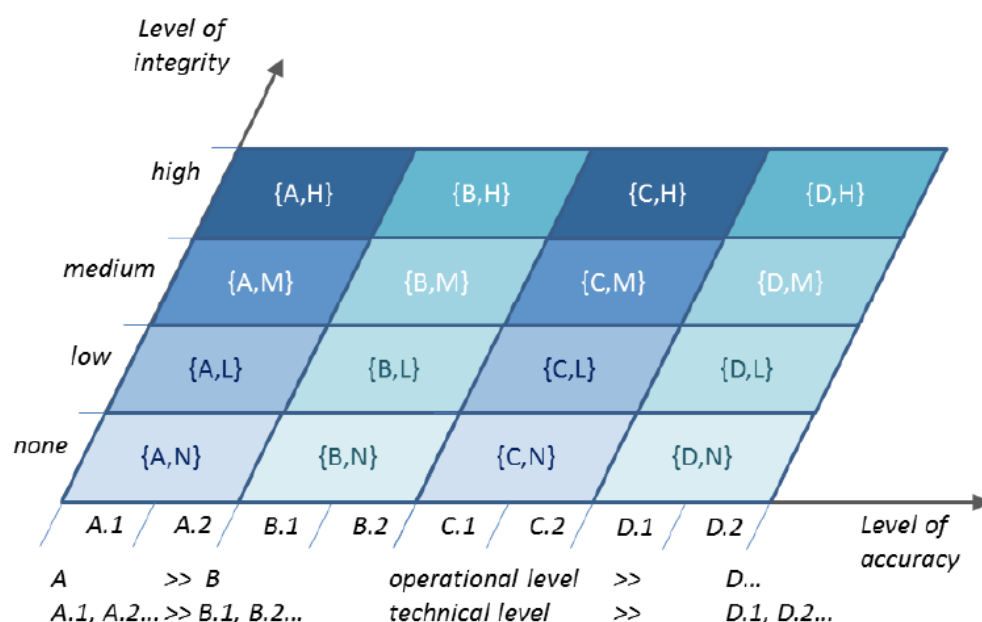 Level of
integrity
high
{A,H} {B,H} {C,H} {D,H}
medium
{A,M} {B,M} {C,M} {D,M}
low
{A,L} {B,L} {C,L} {D,L}
none
{A,N} {B,N} {C,N} {D,N}
A.1 A.2 B.1 B.2 C.1 C.2 D.1 D.2
Level of
accuracy
A >> B operational level >> D...
A.1, A.2... >> B.1, B.2... technical level >> D.1, D.2...